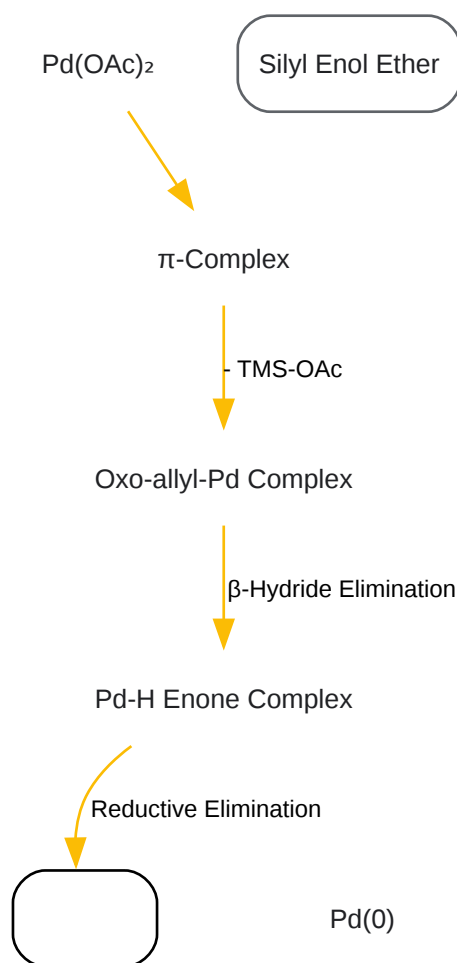 Pd(OAc)₂
Silyl Enol Ether
π-Complex
- TMS-OAc
Oxo-allyl-Pd Complex
β-Hydride Elimination
Pd-H Enone Complex
Reductive Elimination
Pd(0)